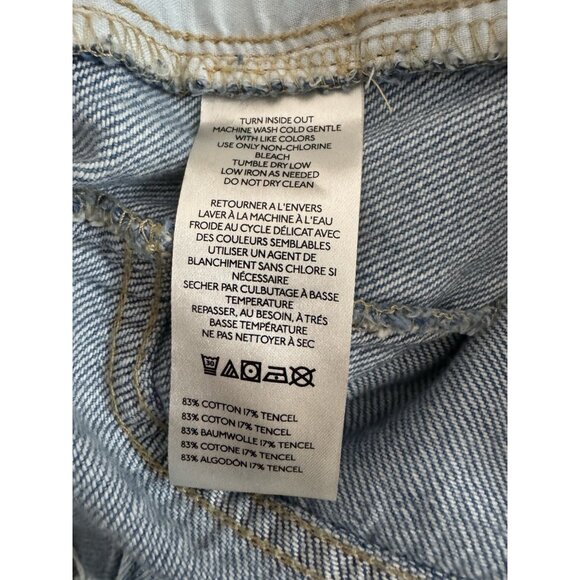 TURN INSIDE OUT
MACHINE WASH COLD GENTLE
WITH LIKE COLORS
USE ONLY NON-CHLORINE
BLEACH
TUMBLE DRY LOW
LOW IRON AS NEEDED
DO NOT DRY CLEAN
RETOURNER A L'ENVERS
LAVER À LA MACHINE À L'EAU
FROIDE AU CYCLE DÉLICAT AVEC
DES COULEURS SEMBLABLES
UTILISER UN AGENT DE
BLANCHIMENT SANS CHLORE SI
NÉCESSAIRE
SECHER PAR CULBUTAGE À BASSE
TEMPERATURE
REPASSER, AU BESOIN, À TRÉS
BASSE TEMPÉRATURE
NE PAS NETTOYER À SEC
30
83% COTTON 17% TENCEL
83% COTON 17% TENCEL
83% BAUMWOLLE 17% TENCEL
83% COTONE 17% TENCEL
83% ALGODÓN 17% TENCEL